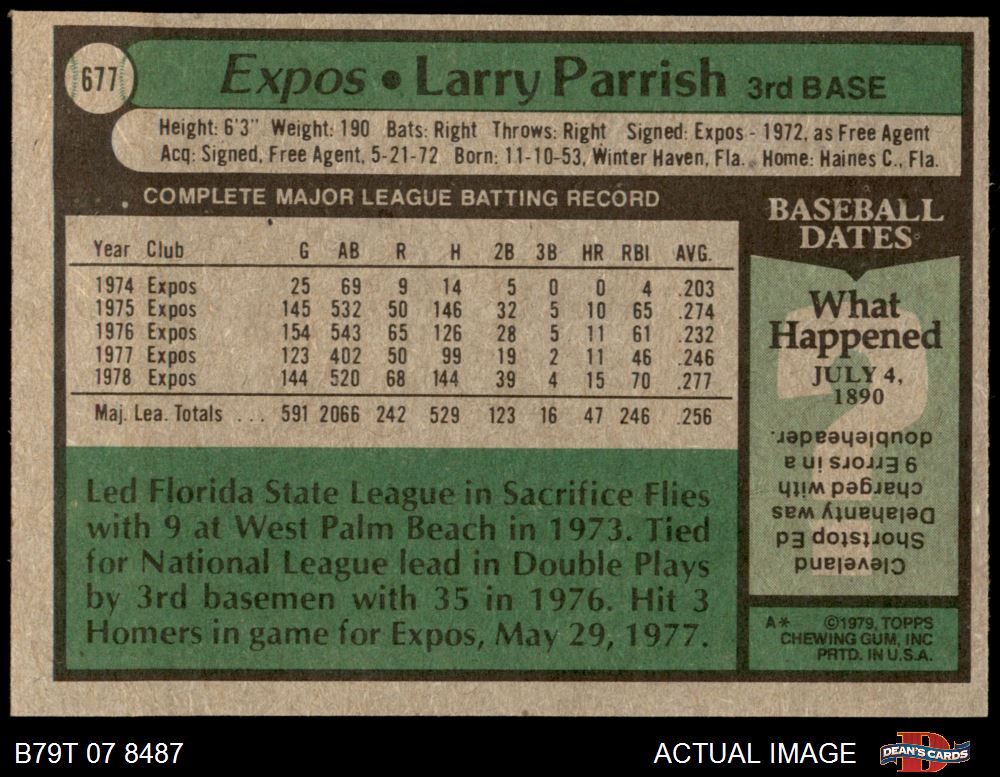 677
Expos • Larry Parrish 3rd BASE
Height: 6'3" Weight: 190 Bats: Right Throws: Right Signed: Expos - 1972, as Free Agent
Acq: Signed, Free Agent, 5-21-72 Born: 11-10-53, Winter Haven, Fla. Home: Haines C., Fla.
COMPLETE MAJOR LEAGUE BATTING RECORD
Year Club G AB R H 2B 3B HR RBI AVG.
1974 Expos 25 69 9 14 5 0 0 4 .203
1975 Expos 145 532 50 146 32 5 10 65 .274
1976 Expos 154 543 65 126 28 5 11 61 .232
1977 Expos 123 402 50 99 19 2 11 46 .246
1978 Expos 144 520 68 144 39 4 15 70 .277
Maj. Lea. Totals . . . 591 2066 242 529 123 16 47 246 .256
Led Florida State League in Sacrifice Flies
with 9 at West Palm Beach in 1973. Tied
for National League lead in Double Plays
by 3rd basemen with 35 in 1976. Hit 3
Homers in game for Expos, May 29, 1977.
BASEBALL
DATES
What
Happened
JULY 4,
1890
Cleveland
Shortstop Ed
Delahanty was
charged with
9 Errors in a
doubleheader.
A* ©1979, TOPPS
CHEWING GUM, INC
PRTD. IN U.S.A.
B79T 07 8487
ACTUAL IMAGE
DEAN'S CARDS